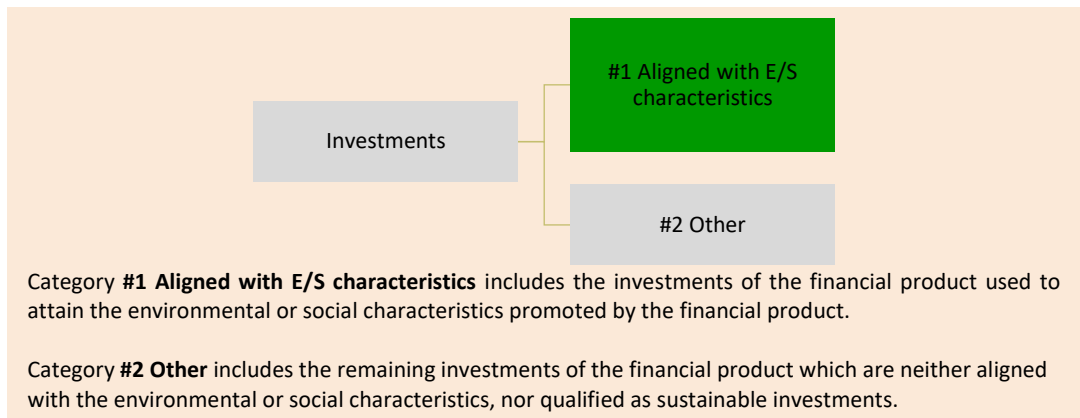 #1 Aligned with E/S
characteristics
Investments
#2 Other
Category #1 Aligned with E/S characteristics includes the investments of the financial product used to
attain the environmental or social characteristics promoted by the financial product.
Category #2 Other includes the remaining investments of the financial product which are neither aligned
with the environmental or social characteristics, nor qualified as sustainable investments.